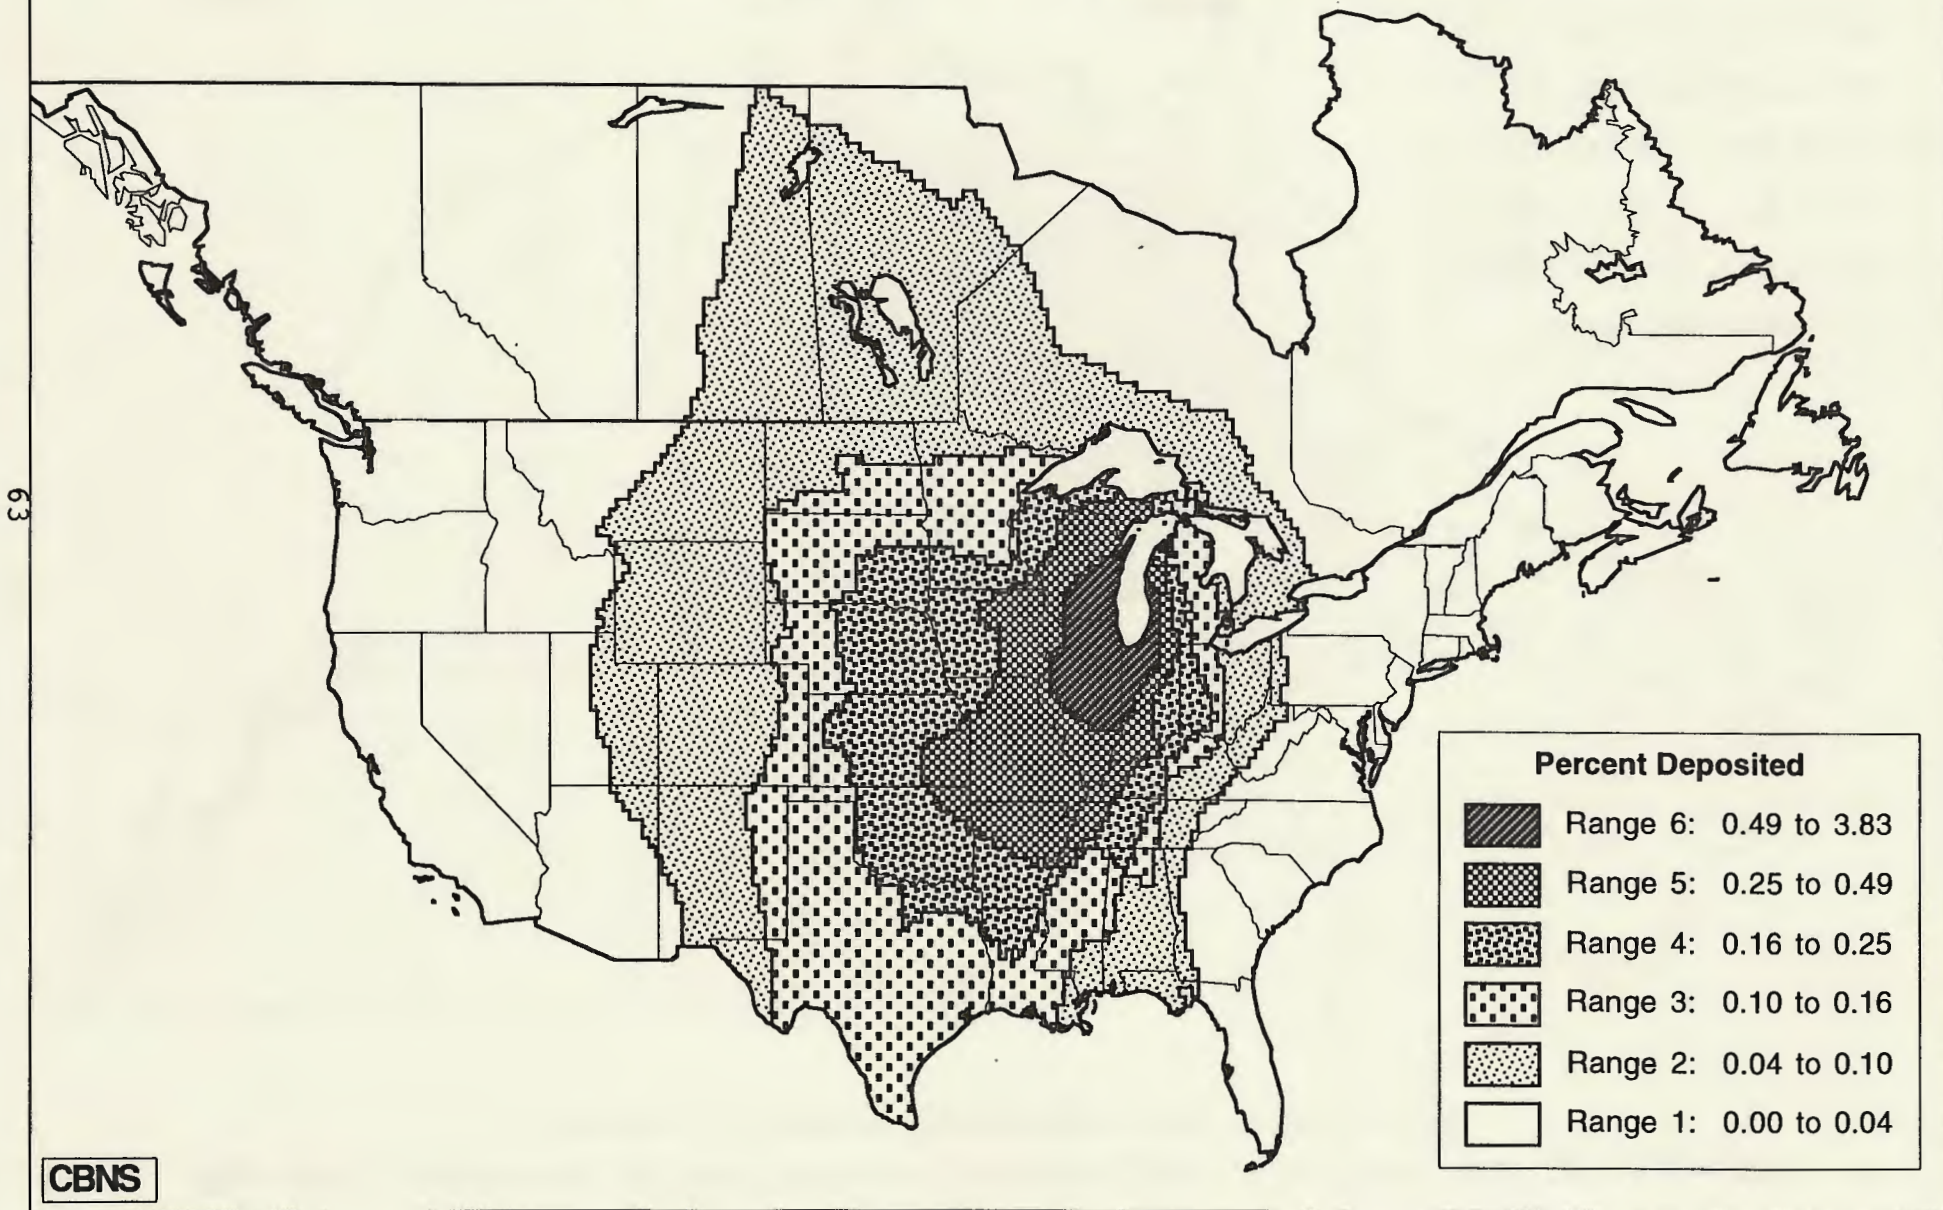 63
Percent Deposited
Range 6: 0.49 to 3.83
Range 5: 0.25 to 0.49
Range 4: 0.16 to 0.25
Range 3: 0.10 to 0.16
Range 2: 0.04 to 0.10
Range 1: 0.00 to 0.04
CBNS